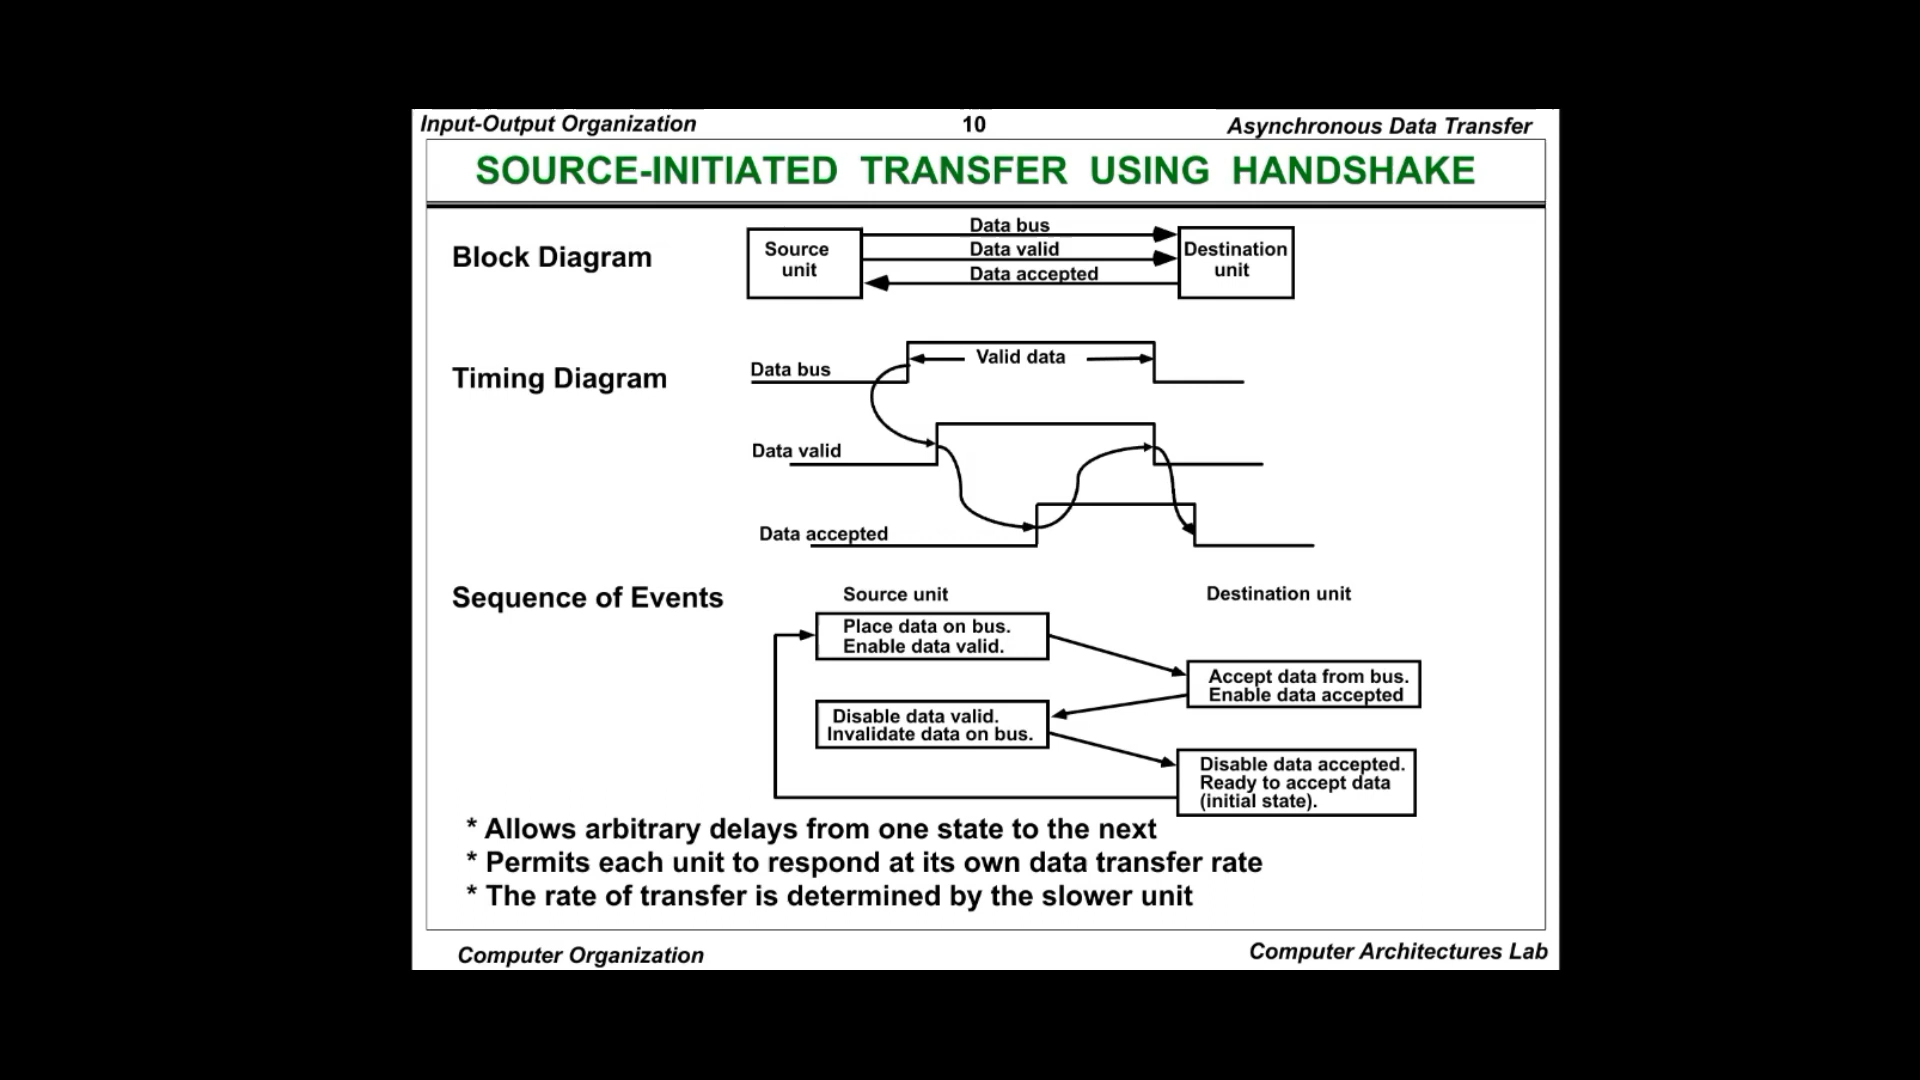 Input-Output Organization 10 Asynchronous Data Transfer
SOURCE-INITIATED TRANSFER USING HANDSHAKE
Block Diagram
Source
unit
Data bus
Data valid
Data accepted
Destination
unit
Timing Diagram
Data bus
Valid data
Data valid
Data accepted
Sequence of Events
Source unit
Destination unit
Place data on bus.
Enable data valid.
Accept data from bus.
Enable data accepted
Disable data valid.
Invalidate data on bus.
Disable data accepted.
Ready to accept data
(initial state).
* Allows arbitrary delays from one state to the next
* Permits each unit to respond at its own data transfer rate
* The rate of transfer is determined by the slower unit
Computer Organization
Computer Architectures Lab